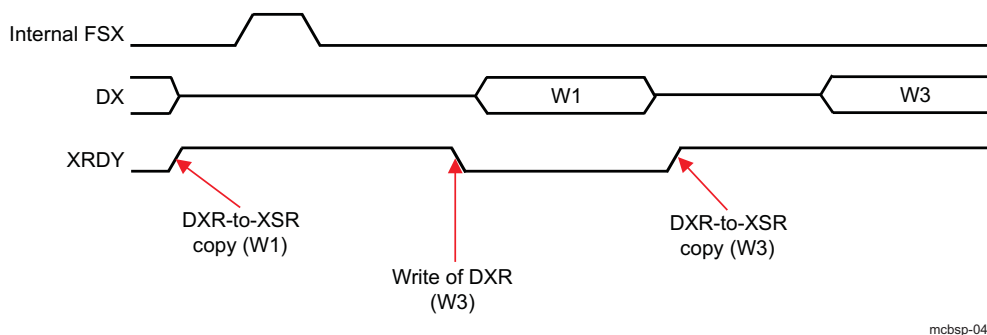 Internal FSX
DX
W1
W3
XRDY
DXR-to-XSR
copy (W1)
Write of DXR
(W3)
DXR-to-XSR
copy (W3)
mcbsp-04